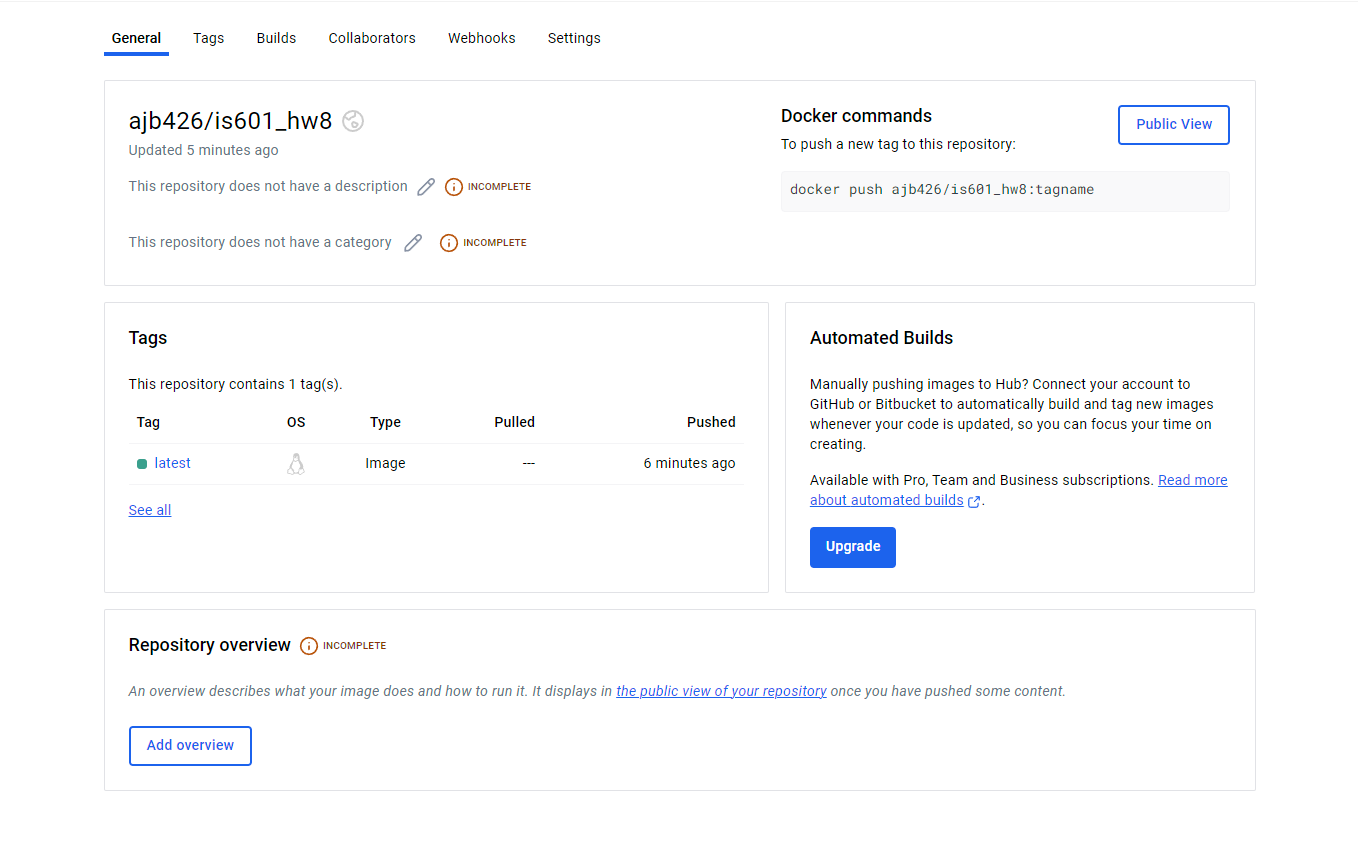 General Tags Builds Collaborators Webhooks Settings
ajb426/is601_hw8
Updated 5 minutes ago
This repository does not have a description INCOMPLETE
This repository does not have a category INCOMPLETE
Docker commands
Public View
To push a new tag to this repository:
docker push ajb426/is601_hw8:tagname
Tags
This repository contains 1 tag(s).
Tag OS Type Pulled Pushed
latest Image --- 6 minutes ago
See all
Automated Builds
Manually pushing images to Hub? Connect your account to
GitHub or Bitbucket to automatically build and tag new images
whenever your code is updated, so you can focus your time on
creating.
Available with Pro, Team and Business subscriptions. Read more
about automated builds .
Upgrade
Repository overview INCOMPLETE
An overview describes what your image does and how to run it. It displays in the public view of your repository once you have pushed some content.
Add overview